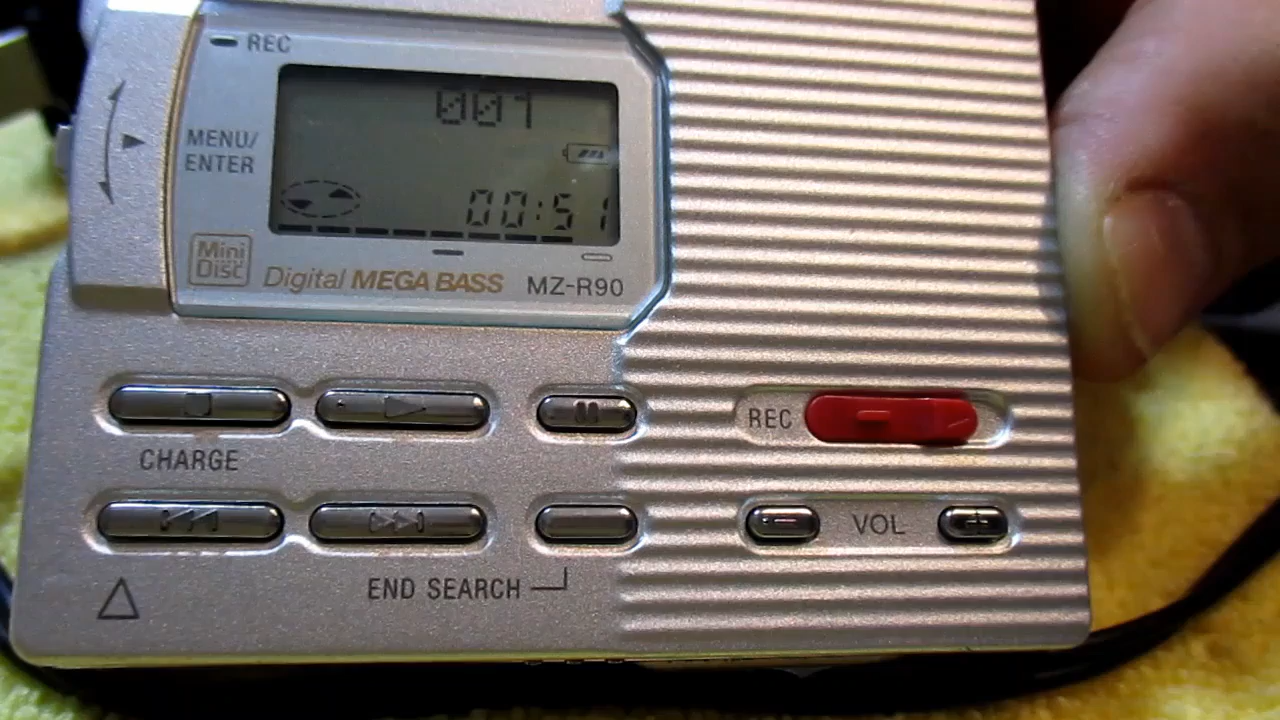 REC
001
MENU/
ENTER
00:51
Mini
Disc
Digital MEGA BASS
MZ-R90
REC
CHARGE
VOL
END SEARCH